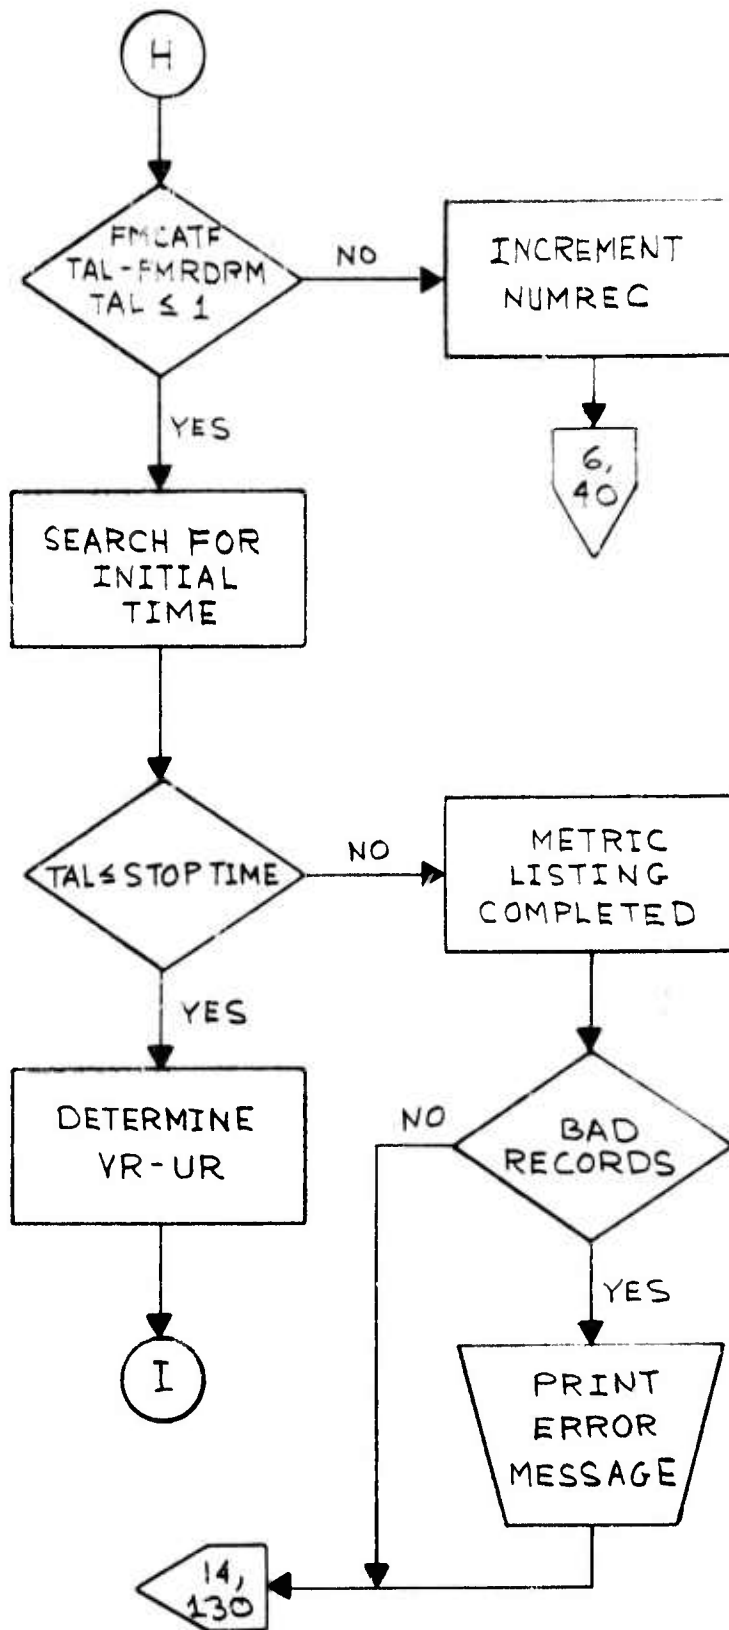 H
FMCATF
TAL-FMRDRM
TAL ≤ 1
NO
INCREMENT
NUMREC
YES
6,
40
SEARCH FOR
INITIAL
TIME
TAL ≤ STOP TIME
NO
METRIC
LISTING
COMPLETED
YES
DETERMINE
VR-UR
NO
BAD
RECORDS
YES
I
PRINT
ERROR
MESSAGE
14,
130